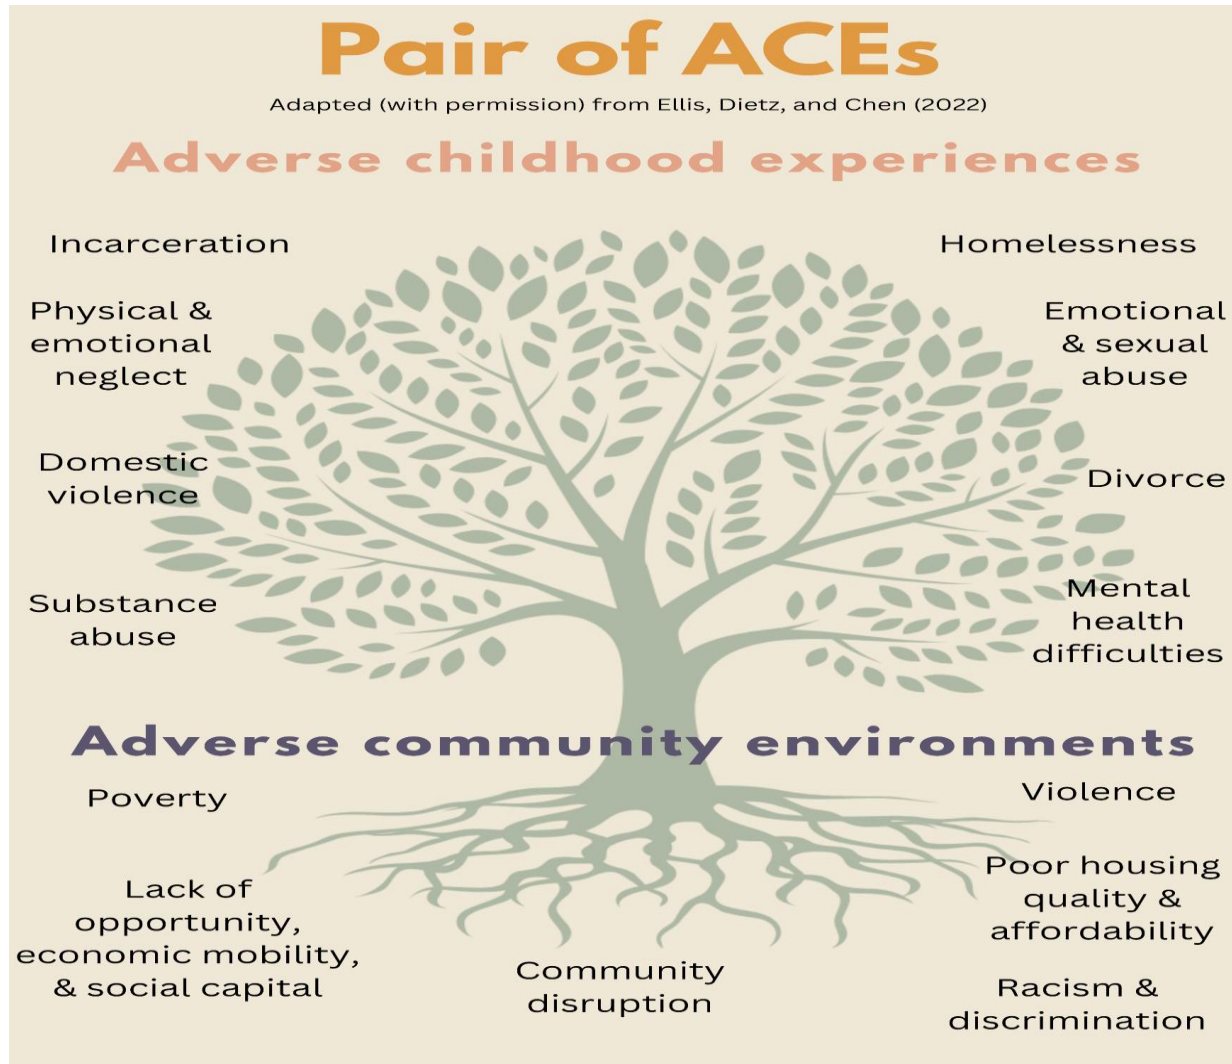 Pair of ACEs
Adapted (with permission) from Ellis, Dietz, and Chen (2022)
Adverse childhood experiences
Incarceration
Physical &
emotional
neglect
Domestic
violence
Substance
abuse
Homelessness
Emotional
& sexual
abuse
Divorce
Mental
health
difficulties
Adverse community environments
Poverty
Lack of
opportunity,
economic mobility,
& social capital
Community
disruption
Violence
Poor housing
quality &
affordability
Racism &
discrimination